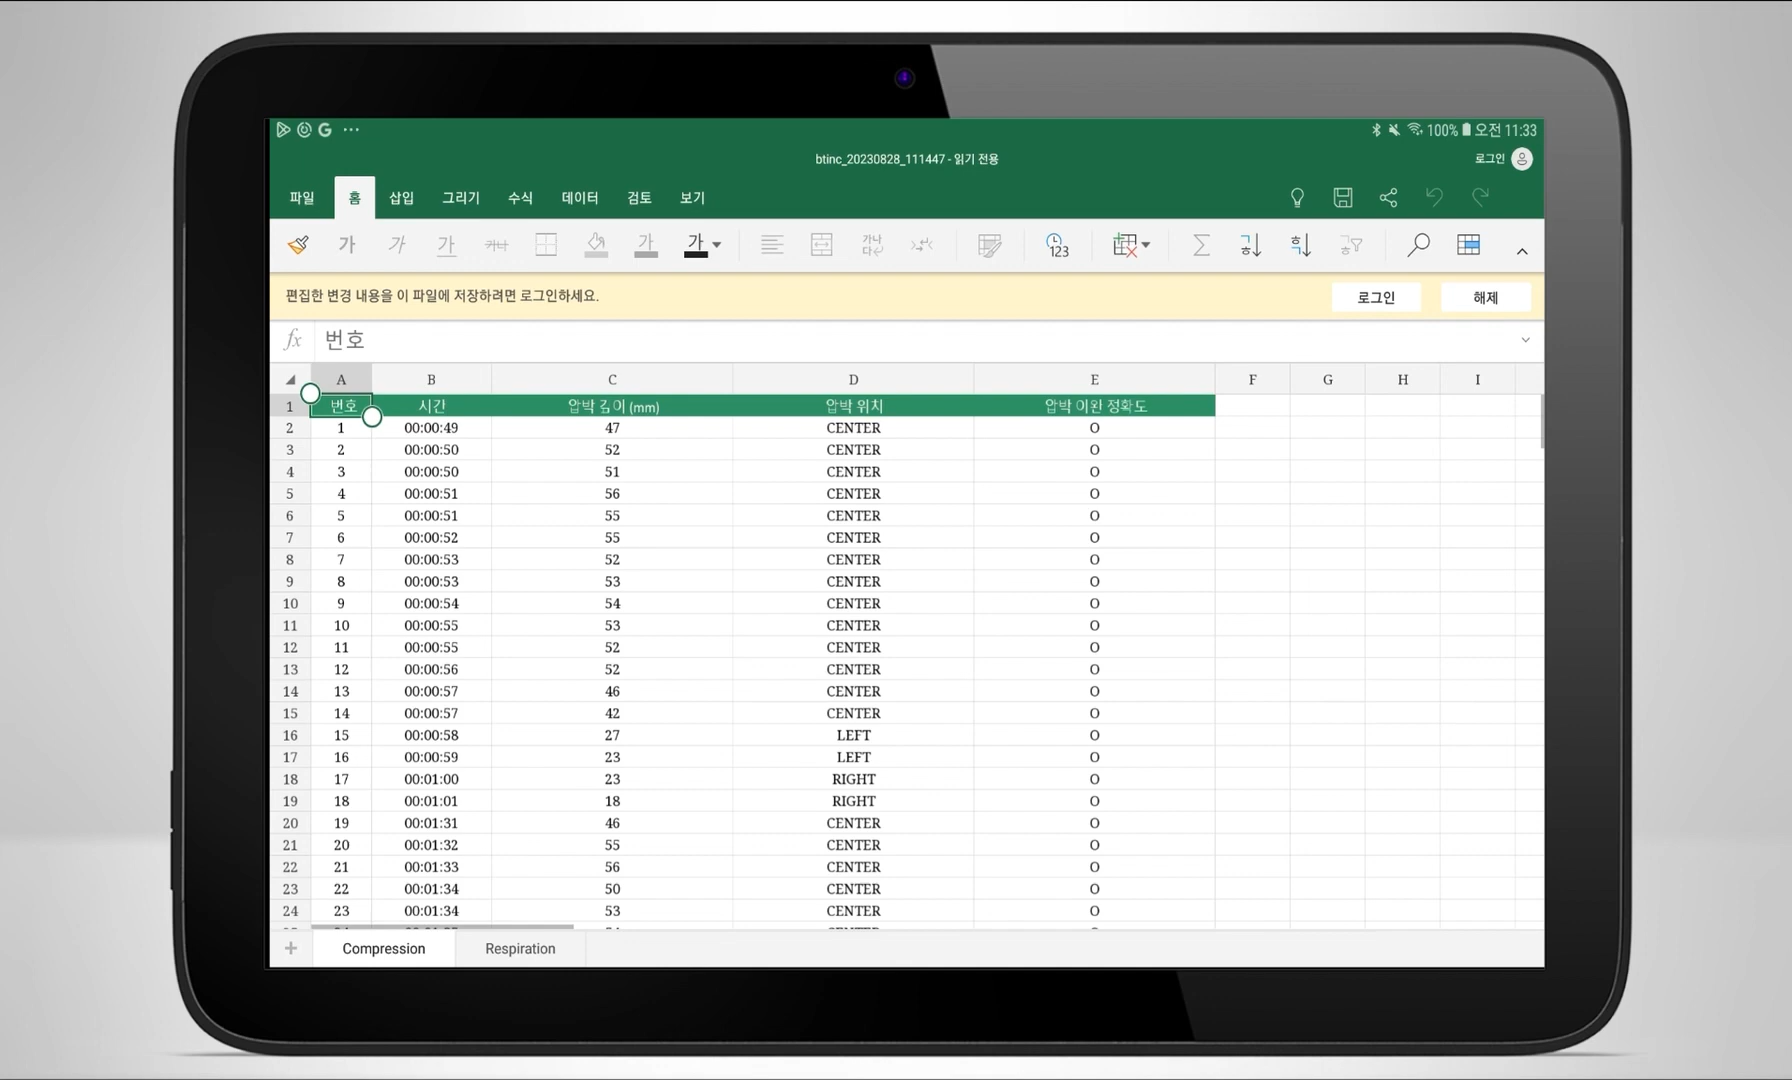 100% 오전 11:33
btinc_20230828_111447 - 읽기 전용
로그인
파일 홈 삽입 그리기 수식 데이터 검토 보기
가 가 가 가나 가 가 가나다 123
편집한 변경 내용을 이 파일에 저장하려면 로그인하세요.
로그인 해제
fx 번호
A B C D E F G H I
1 번호 시간 압박 깊이 (mm) 압박 위치 압박 이완 정확도
2 1 00:00:49 47 CENTER O
3 2 00:00:50 52 CENTER O
4 3 00:00:50 51 CENTER O
5 4 00:00:51 56 CENTER O
6 5 00:00:51 55 CENTER O
7 6 00:00:52 55 CENTER O
8 7 00:00:53 52 CENTER O
9 8 00:00:53 53 CENTER O
10 9 00:00:54 54 CENTER O
11 10 00:00:55 53 CENTER O
12 11 00:00:55 52 CENTER O
13 12 00:00:56 52 CENTER O
14 13 00:00:57 46 CENTER O
15 14 00:00:57 42 CENTER O
16 15 00:00:58 27 LEFT O
17 16 00:00:59 23 LEFT O
18 17 00:01:00 23 RIGHT O
19 18 00:01:01 18 RIGHT O
20 19 00:01:31 46 CENTER O
21 20 00:01:32 55 CENTER O
22 21 00:01:33 56 CENTER O
23 22 00:01:34 50 CENTER O
24 23 00:01:34 53 CENTER O
Compression Respiration